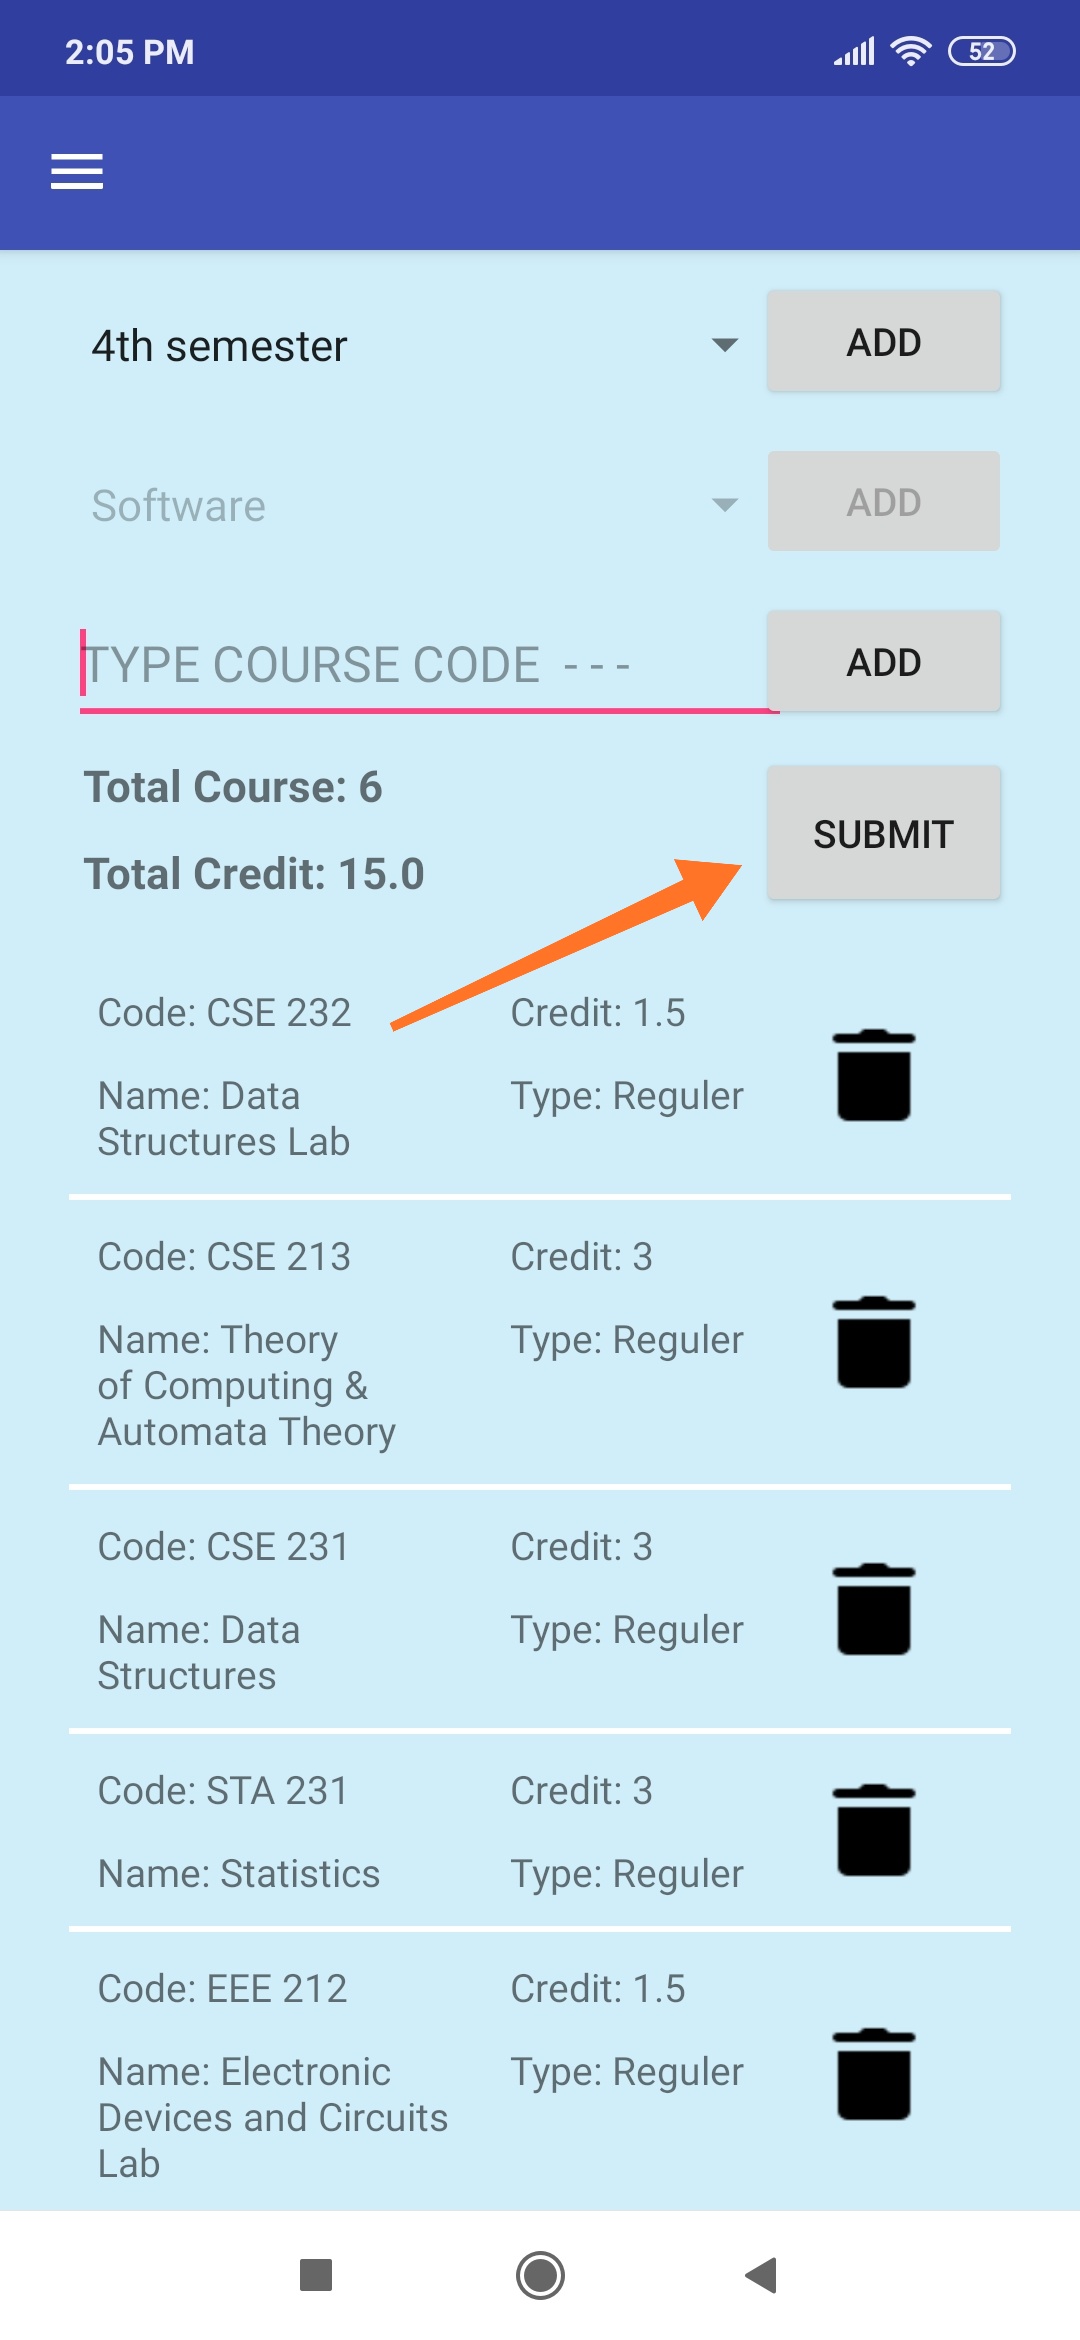 2:05 PM
52
4th semester
ADD
Software
ADD
TYPE COURSE CODE - - -
ADD
Total Course: 6
SUBMIT
Total Credit: 15.0
Code: CSE 232
Credit: 1.5
Name: Data
Structures Lab
Type: Reguler
Code: CSE 213
Credit: 3
Name: Theory
of Computing &
Automata Theory
Type: Reguler
Code: CSE 231
Credit: 3
Name: Data
Structures
Type: Reguler
Code: STA 231
Credit: 3
Name: Statistics
Type: Reguler
Code: EEE 212
Credit: 1.5
Name: Electronic
Devices and Circuits
Lab
Type: Reguler